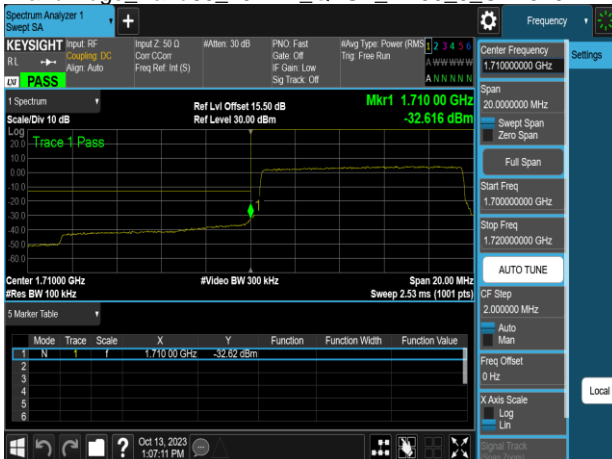 Spectrum Analyzer 1
Swept SA
Frequency
KEYSIGHT
Input: RF
Input Z: 50 Ω
#Atten: 30 dB
PNO: Fast
#Avg Type: Power (RMS
1 2 3 4 5 6
RL
Coupling: DC
Corr CCorr
Gate: Off
Trig: Free Run
A W W W W W
Align: Auto
Freq Ref: Int (S)
IF Gain: Low
LXI
PASS
Sig Track: Off
A N N N N N
1 Spectrum
Ref Lvl Offset 15.50 dB
Mkr1 1.710 00 GHz
Scale/Div 10 dB
Ref Level 30.00 dBm
-32.616 dBm
Log
Trace 1 Pass
20.0
10.0
0.00
-10.0
-20.0
-30.0
-40.0
-50.0
-60.0
1
Center 1.71000 GHz
#Video BW 300 kHz
Span 20.00 MHz
#Res BW 100 kHz
Sweep 2.53 ms (1001 pts)
5 Marker Table
Mode Trace Scale X Y Function Function Width Function Value
1 N 1 f 1.710 00 GHz -32.62 dBm
2
3
4
5
6
Oct 13, 2023
1:07:11 PM
Center Frequency
1.710000000 GHz
Settings
Span
20.0000000 MHz
Swept Span
Zero Span
Full Span
Start Freq
1.700000000 GHz
Stop Freq
1.720000000 GHz
AUTO TUNE
CF Step
2.000000 MHz
Auto
Man
Freq Offset
0 Hz
Local
X Axis Scale
Log
Lin
Signal Track